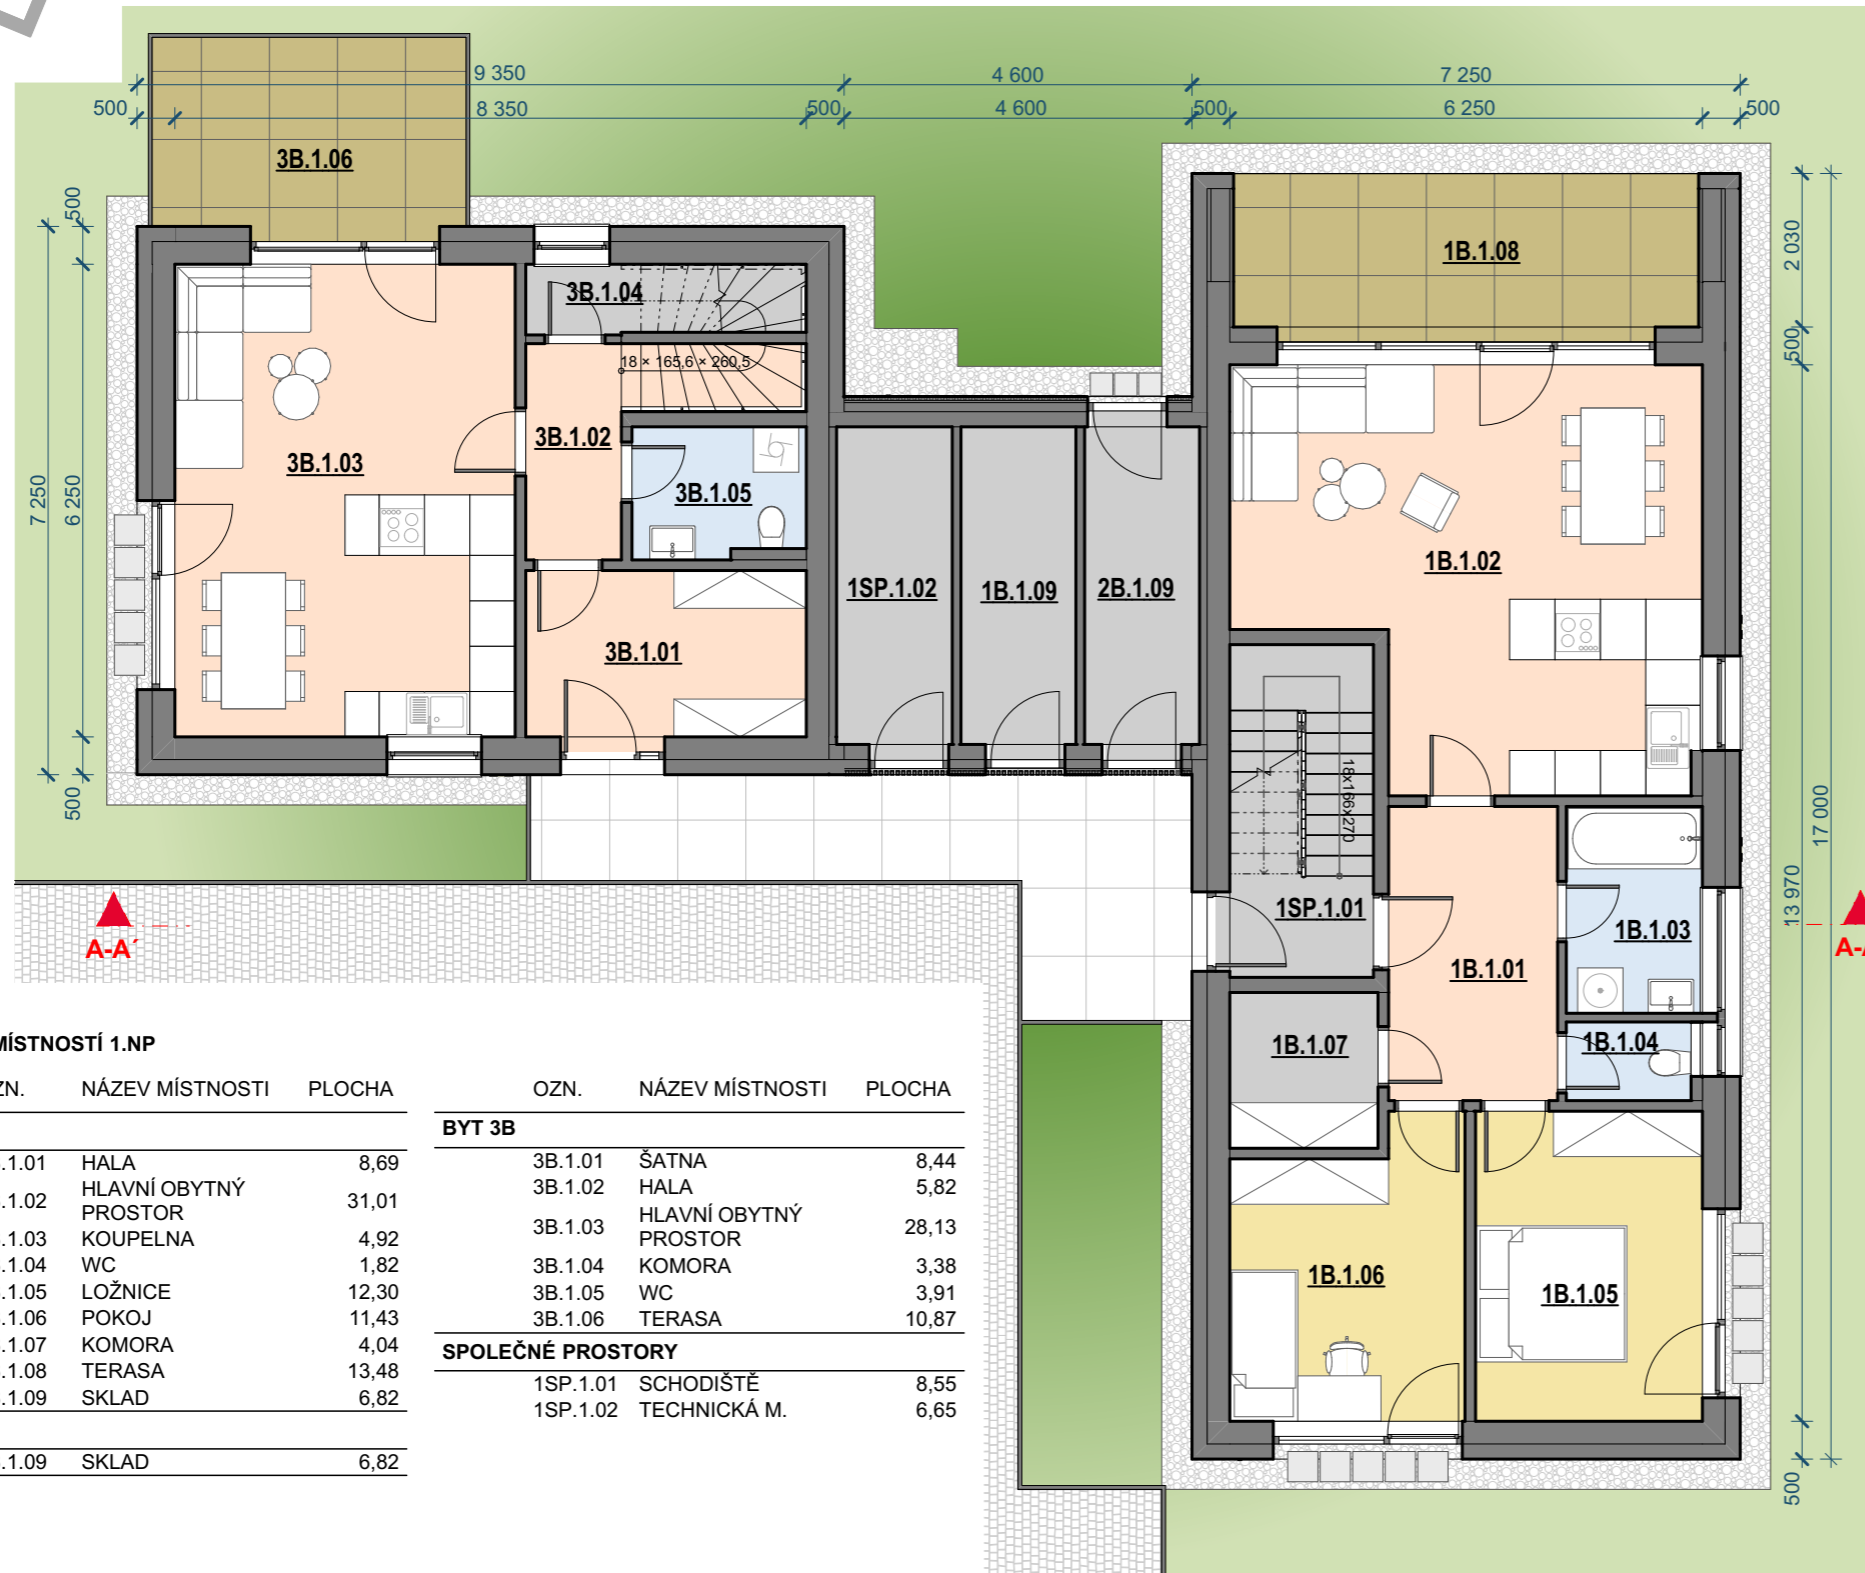 9 350
4 600
7 250
500
8 350
500
4 600
500
6 250
500
3B.1.06
1B.1.08
500
2 030
500
3B.1.04
18 × 165,6 × 260,5
3B.1.02
3B.1.03
3B.1.05
7 250
6 250
1SP.1.02
1B.1.09
2B.1.09
1B.1.02
3B.1.01
500
18x166x270
17 000
13 970
1SP.1.01
1B.1.03
A-A´
1B.1.01
1B.1.07
1B.1.04
1B.1.06
1B.1.05
500
MÍSTNOSTÍ 1.NP
ZN. NÁZEV MÍSTNOSTI PLOCHA
.1.01 HALA 8,69
.1.02 HLAVNÍ OBYTNÝ PROSTOR 31,01
.1.03 KOUPELNA 4,92
.1.04 WC 1,82
.1.05 LOŽNICE 12,30
.1.06 POKOJ 11,43
.1.07 KOMORA 4,04
.1.08 TERASA 13,48
.1.09 SKLAD 6,82
.1.09 SKLAD 6,82
OZN. NÁZEV MÍSTNOSTI PLOCHA
BYT 3B
3B.1.01 ŠATNA 8,44
3B.1.02 HALA 5,82
3B.1.03 HLAVNÍ OBYTNÝ PROSTOR 28,13
3B.1.04 KOMORA 3,38
3B.1.05 WC 3,91
3B.1.06 TERASA 10,87
SPOLEČNÉ PROSTORY
1SP.1.01 SCHODIŠTĚ 8,55
1SP.1.02 TECHNICKÁ M. 6,65